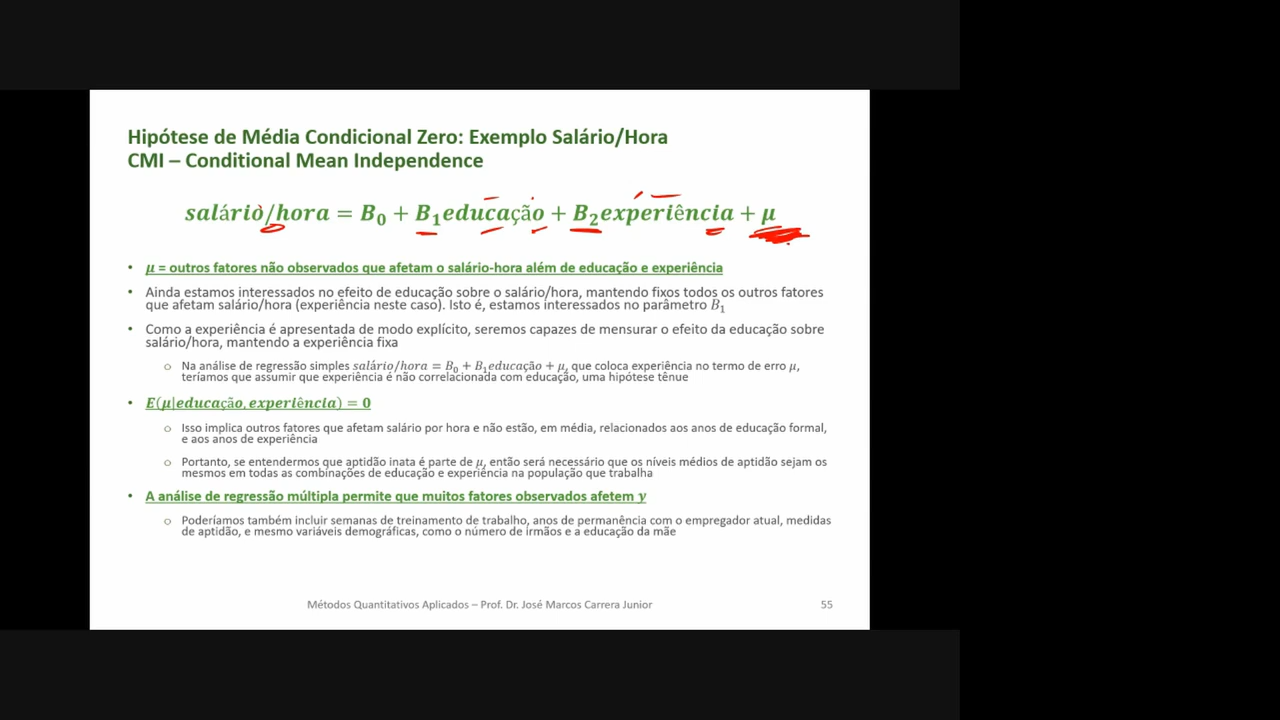 Hipótese de Média Condicional Zero: Exemplo Salário/Hora
CMI – Conditional Mean Independence
salário/hora = B₀ + B₁educação + B₂experiência + μ
• μ = outros fatores não observados que afetam o salário-hora além de educação e experiência
• Ainda estamos interessados no efeito de educação sobre o salário/hora, mantendo fixos todos os outros fatores
que afetam salário/hora (experiência neste caso). Isto é, estamos interessados no parâmetro B₁
• Como a experiência é apresentada de modo explícito, seremos capazes de mensurar o efeito da educação sobre
salário/hora, mantendo a experiência fixa
o Na análise de regressão simples salário/hora = B₀ + B₁educação + μ, que coloca experiência no termo de erro μ,
teríamos que assumir que experiência é não correlacionada com educação, uma hipótese tênue
• E(μ|educação, experiência) = 0
o Isso implica outros fatores que afetam salário por hora e não estão, em média, relacionados aos anos de educação formal,
e aos anos de experiência
o Portanto, se entendermos que aptidão inata é parte de μ, então será necessário que os níveis médios de aptidão sejam os
mesmos em todas as combinações de educação e experiência na população que trabalha
• A análise de regressão múltipla permite que muitos fatores observados afetem y
o Poderíamos também incluir semanas de treinamento de trabalho, anos de permanência com o empregador atual, medidas
de aptidão, e mesmo variáveis demográficas, como o número de irmãos e a educação da mãe
Métodos Quantitativos Aplicados – Prof. Dr. José Marcos Carrera Junior
55